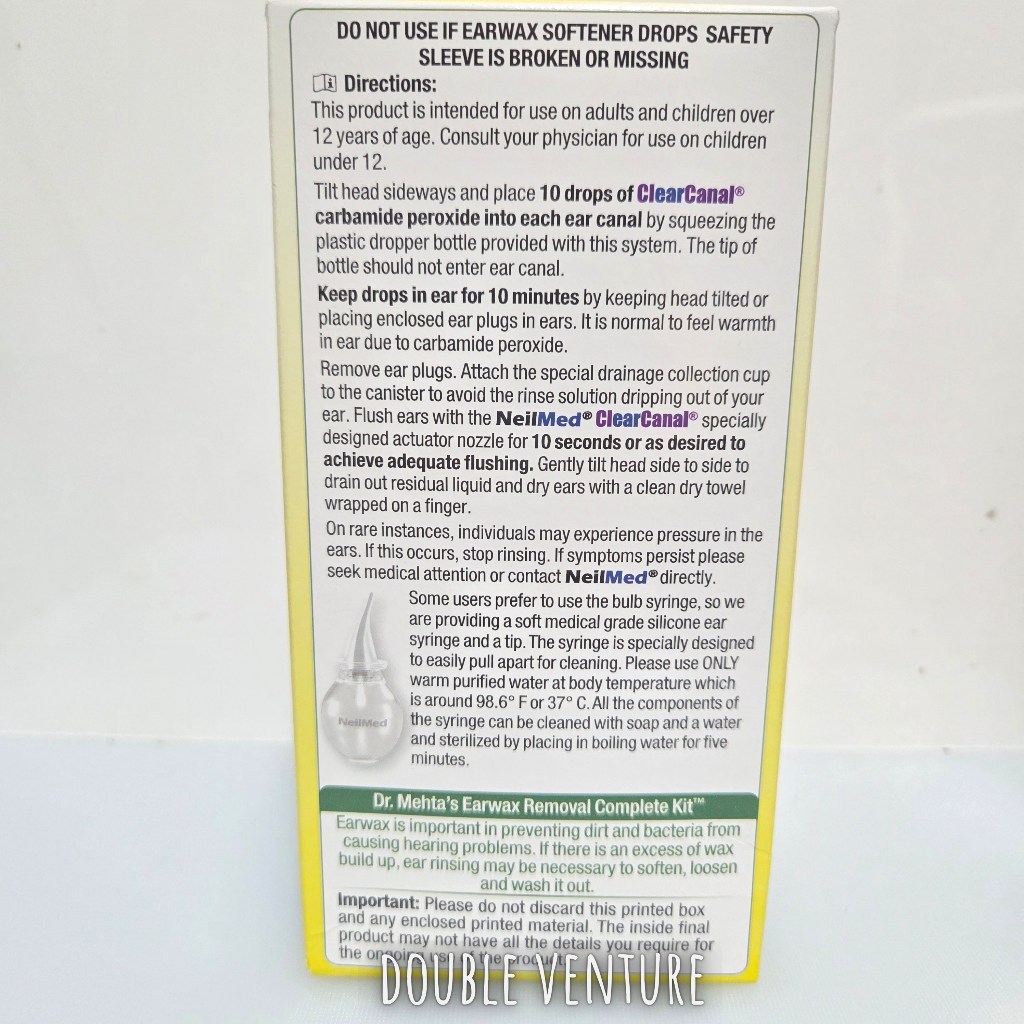 DO NOT USE IF EARWAX SOFTENER DROPS SAFETY
SLEEVE IS BROKEN OR MISSING
Directions:
This product is intended for use on adults and children over
12 years of age. Consult your physician for use on children
under 12.
Tilt head sideways and place 10 drops of ClearCanal®
carbamide peroxide into each ear canal by squeezing the
plastic dropper bottle provided with this system. The tip of
bottle should not enter ear canal.
Keep drops in ear for 10 minutes by keeping head tilted or
placing enclosed ear plugs in ears. It is normal to feel warmth
in ear due to carbamide peroxide.
Remove ear plugs. Attach the special drainage collection cup
to the canister to avoid the rinse solution dripping out of your
ear. Flush ears with the NeilMed® ClearCanal® specially
designed actuator nozzle for 10 seconds or as desired to
achieve adequate flushing. Gently tilt head side to side to
drain out residual liquid and dry ears with a clean dry towel
wrapped on a finger.
On rare instances, individuals may experience pressure in the
ears. If this occurs, stop rinsing. If symptoms persist please
seek medical attention or contact NeilMed® directly.
Some users prefer to use the bulb syringe, so we
are providing a soft medical grade silicone ear
syringe and a tip. The syringe is specially designed
to easily pull apart for cleaning. Please use ONLY
warm purified water at body temperature which
is around 98.6° F or 37° C. All the components of
the syringe can be cleaned with soap and a water
and sterilized by placing in boiling water for five
minutes.
NeilMed
Dr. Mehta's Earwax Removal Complete Kit™
Earwax is important in preventing dirt and bacteria from
causing hearing problems. If there is an excess of wax
build up, ear rinsing may be necessary to soften, loosen
and wash it out.
Important: Please do not discard this printed box
and any enclosed printed material. The inside final
product may not have all the details you require for
the ongoing use of the product.
DOUBLE VENTURE